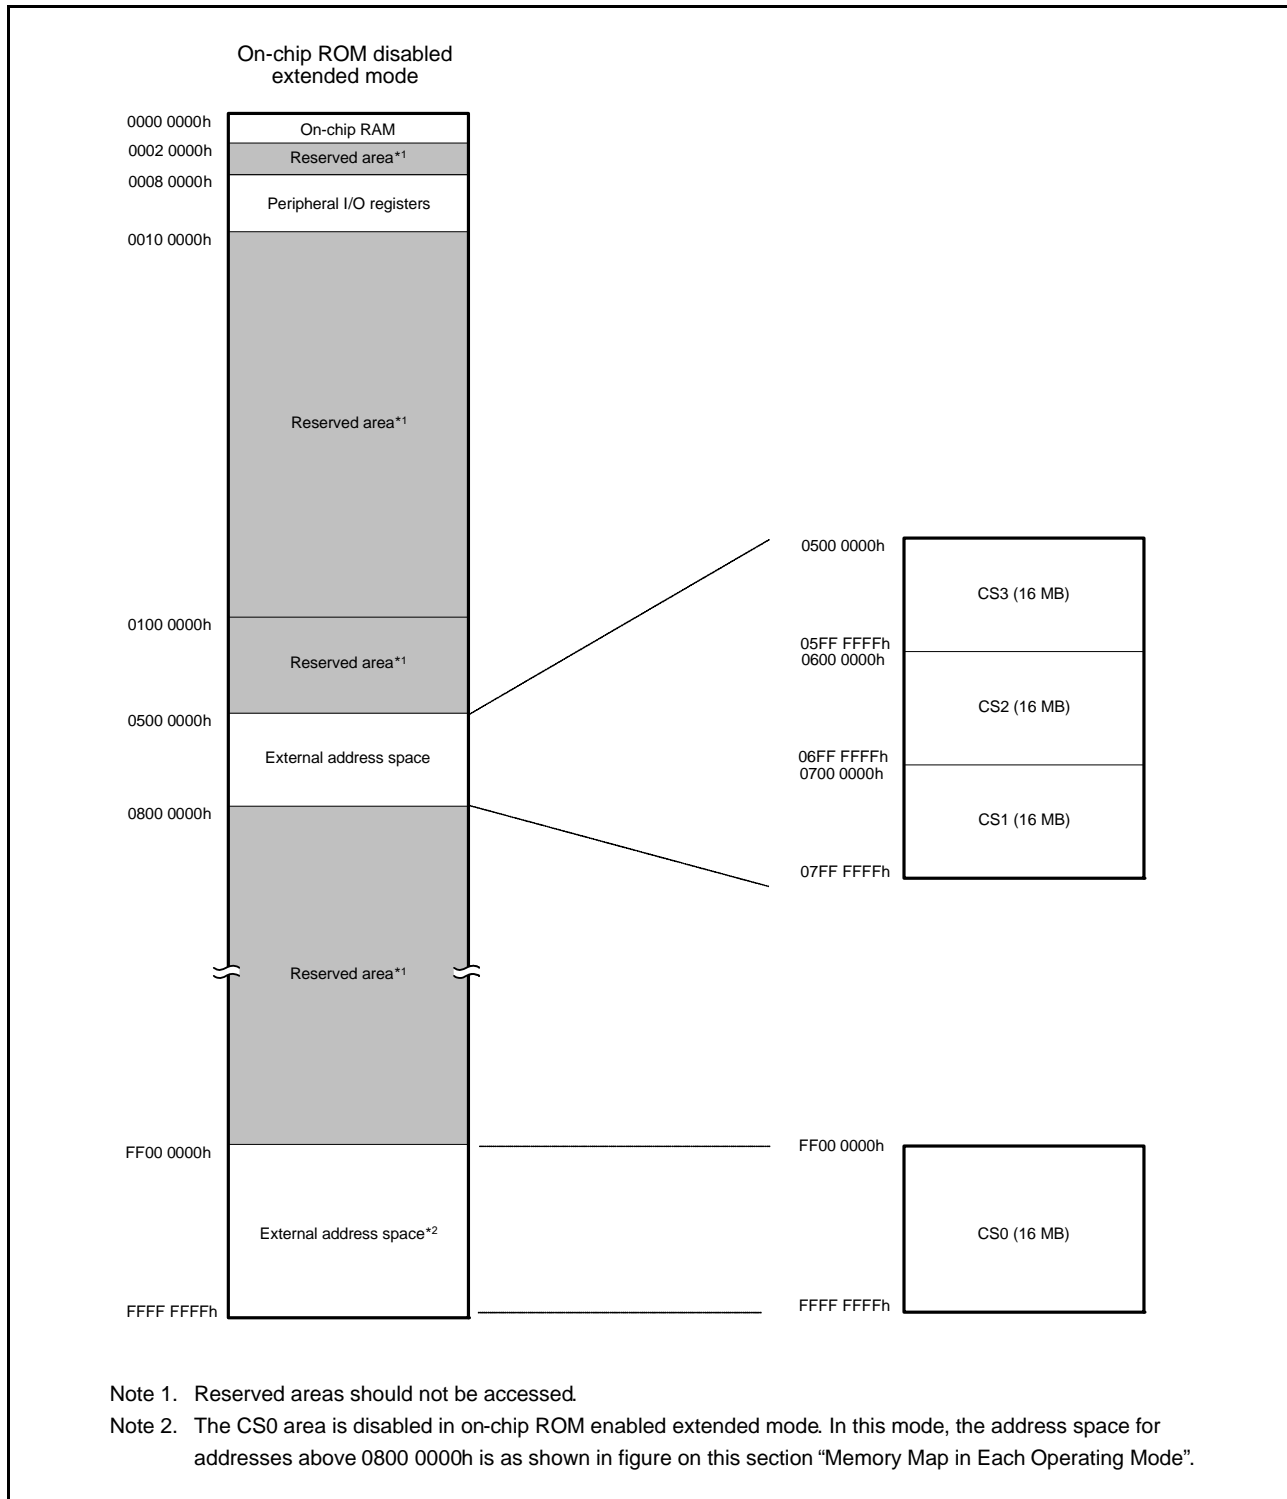 On-chip ROM disabled
extended mode
0000 0000h
On-chip RAM
0002 0000h
Reserved area*1
0008 0000h
Peripheral I/O registers
0010 0000h
Reserved area*1
0100 0000h
Reserved area*1
0500 0000h
External address space
0800 0000h
Reserved area*1
FF00 0000h
External address space*2
FFFF FFFFh
0500 0000h
CS3 (16 MB)
05FF FFFFh
0600 0000h
CS2 (16 MB)
06FF FFFFh
0700 0000h
CS1 (16 MB)
07FF FFFFh
FF00 0000h
CS0 (16 MB)
FFFF FFFFh
Note 1. Reserved areas should not be accessed.
Note 2. The CS0 area is disabled in on-chip ROM enabled extended mode. In this mode, the address space for
addresses above 0800 0000h is as shown in figure on this section “Memory Map in Each Operating Mode”.